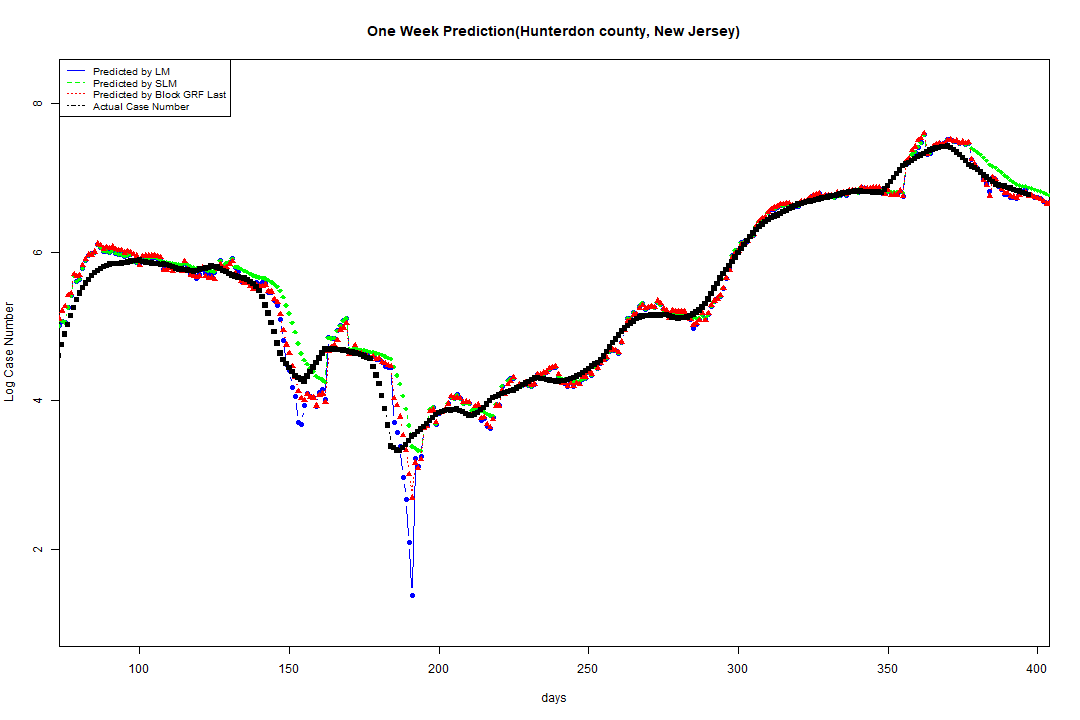 One Week Prediction(Hunterdon county, New Jersey)
Predicted by LM
Predicted by SLM
Predicted by Block GRF Last
Actual Case Number
8
6
4
2
Log Case Number
100 150 200 250 300 350 400
days